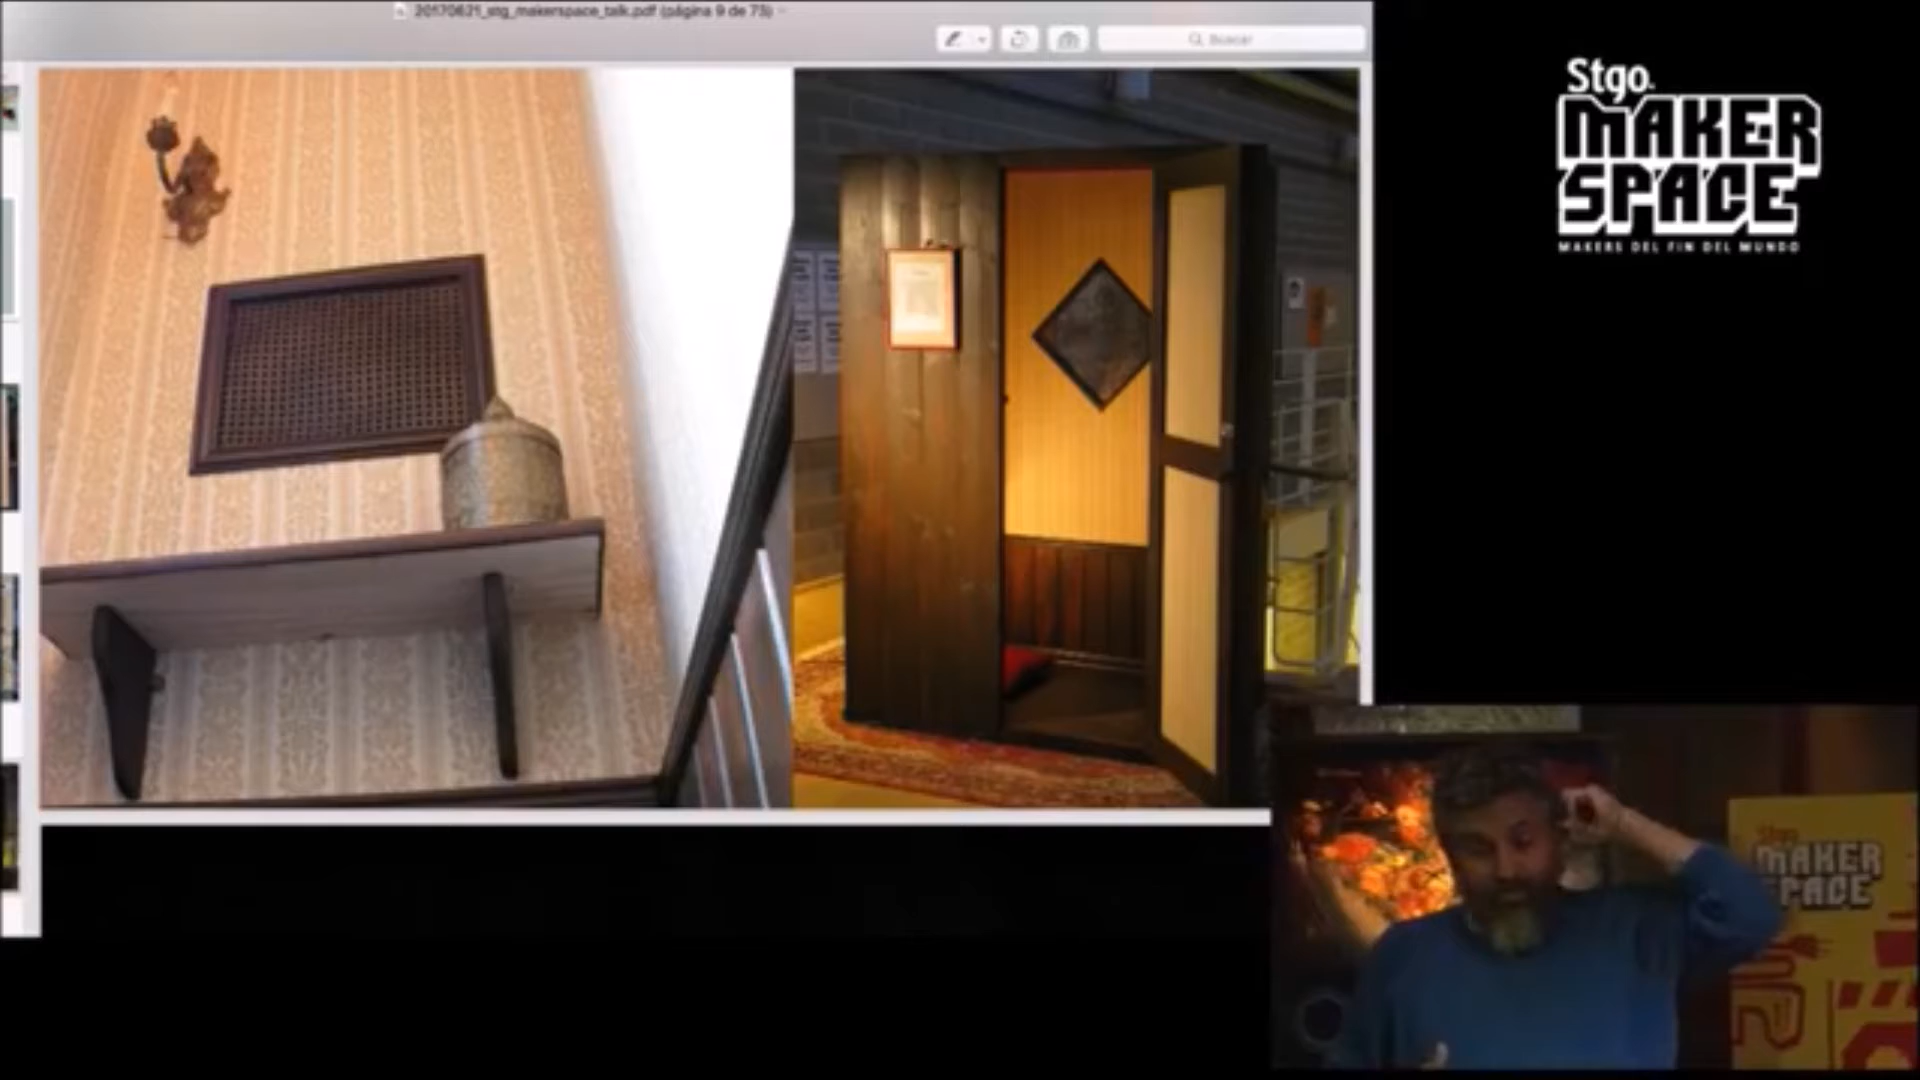 20170621_stg_makerspace_talk.pdf (página 9 de 73)
Buscar
Stgo.
MAKER
SPACE
MAKERS DEL FIN DEL MUNDO
Stgo.
MAKER
SPACE